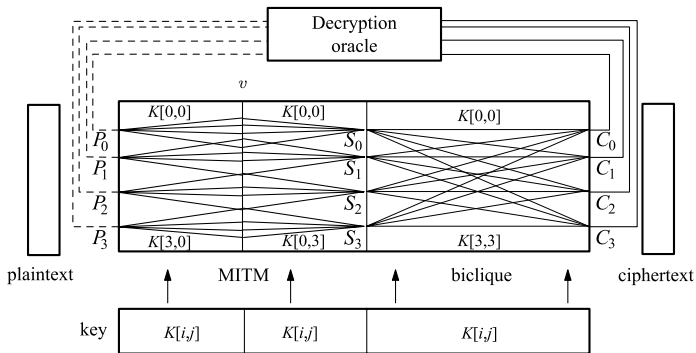 Decryption
oracle
v
K[0,0] K[0,0] K[0,0]
P0 S0 C0
P1 S1 C1
P2 S2 C2
P3 S3 C3
K[3,0] K[0,3] K[3,3]
plaintext MITM biclique ciphertext
key K[i,j] K[i,j] K[i,j]